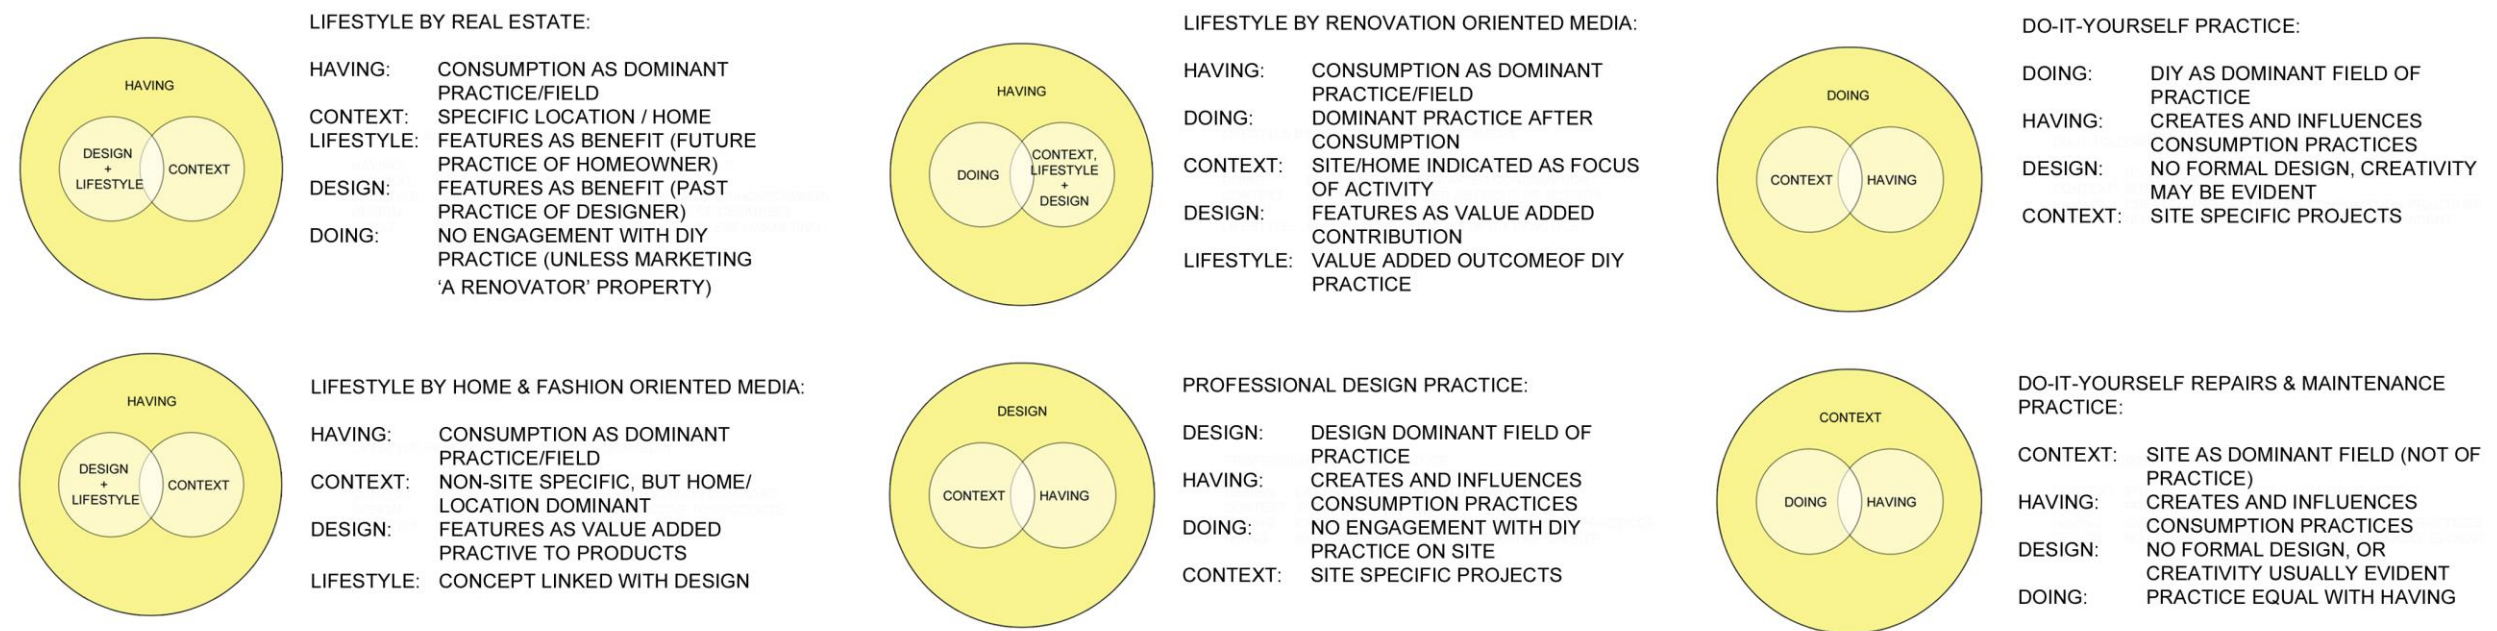 LIFESTYLE BY REAL ESTATE:
HAVING
DESIGN
+
LIFESTYLE
CONTEXT
HAVING: CONSUMPTION AS DOMINANT
PRACTICE/FIELD
CONTEXT: SPECIFIC LOCATION / HOME
LIFESTYLE: FEATURES AS BENEFIT (FUTURE
PRACTICE OF HOMEOWNER)
DESIGN: FEATURES AS BENEFIT (PAST
PRACTICE OF DESIGNER)
DOING: NO ENGAGEMENT WITH DIY
PRACTICE (UNLESS MARKETING
‘A RENOVATOR’ PROPERTY)
LIFESTYLE BY RENOVATION ORIENTED MEDIA:
HAVING
DOING
CONTEXT,
LIFESTYLE
+
DESIGN
HAVING: CONSUMPTION AS DOMINANT
PRACTICE/FIELD
DOING: DOMINANT PRACTICE AFTER
CONSUMPTION
CONTEXT: SITE/HOME INDICATED AS FOCUS
OF ACTIVITY
DESIGN: FEATURES AS VALUE ADDED
CONTRIBUTION
LIFESTYLE: VALUE ADDED OUTCOMEOF DIY
PRACTICE
DO-IT-YOURSELF PRACTICE:
DOING
CONTEXT
HAVING
DOING: DIY AS DOMINANT FIELD OF
PRACTICE
HAVING: CREATES AND INFLUENCES
CONSUMPTION PRACTICES
DESIGN: NO FORMAL DESIGN, CREATIVITY
MAY BE EVIDENT
CONTEXT: SITE SPECIFIC PROJECTS
LIFESTYLE BY HOME & FASHION ORIENTED MEDIA:
HAVING
DESIGN
+
LIFESTYLE
CONTEXT
HAVING: CONSUMPTION AS DOMINANT
PRACTICE/FIELD
CONTEXT: NON-SITE SPECIFIC, BUT HOME/
LOCATION DOMINANT
DESIGN: FEATURES AS VALUE ADDED
PRACTIVE TO PRODUCTS
LIFESTYLE: CONCEPT LINKED WITH DESIGN
PROFESSIONAL DESIGN PRACTICE:
DESIGN
CONTEXT
HAVING
DESIGN: DESIGN DOMINANT FIELD OF
PRACTICE
HAVING: CREATES AND INFLUENCES
CONSUMPTION PRACTICES
DOING: NO ENGAGEMENT WITH DIY
PRACTICE ON SITE
CONTEXT: SITE SPECIFIC PROJECTS
DO-IT-YOURSELF REPAIRS & MAINTENANCE
PRACTICE:
CONTEXT
DOING
HAVING
CONTEXT: SITE AS DOMINANT FIELD (NOT OF
PRACTICE)
HAVING: CREATES AND INFLUENCES
CONSUMPTION PRACTICES
DESIGN: NO FORMAL DESIGN, OR
CREATIVITY USUALLY EVIDENT
DOING: PRACTICE EQUAL WITH HAVING